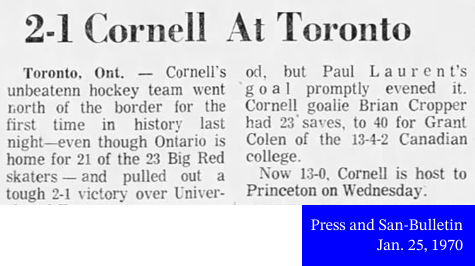 2-1 Cornell At Toronto
Toronto, Ont. — Cornell's
unbeatenn hockey team went
north of the border for the
first time in history last
night—even though Ontario is
home for 21 of the 23 Big Red
skaters — and pulled out a
tough 2-1 victory over Univer-
od, but Paul Laurent's
goal promptly evened it.
Cornell goalie Brian Cropper
had 23 saves, to 40 for Grant
Colen of the 13-4-2 Canadian
college.
Now 13-0, Cornell is host to
Princeton on Wednesday.
Press and San-Bulletin
Jan. 25, 1970